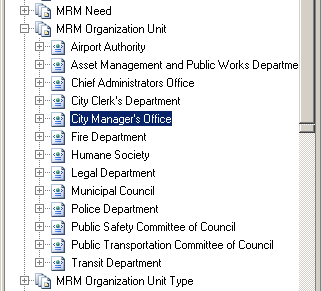 MRM Need
MRM Organization Unit
Airport Authority
Asset Management and Public Works Departme
Chief Administrators Office
City Clerk's Department
City Manager's Office
Fire Department
Humane Society
Legal Department
Municipal Council
Police Department
Public Safety Committee of Council
Public Transportation Committee of Council
Transit Department
MRM Organization Unit Type